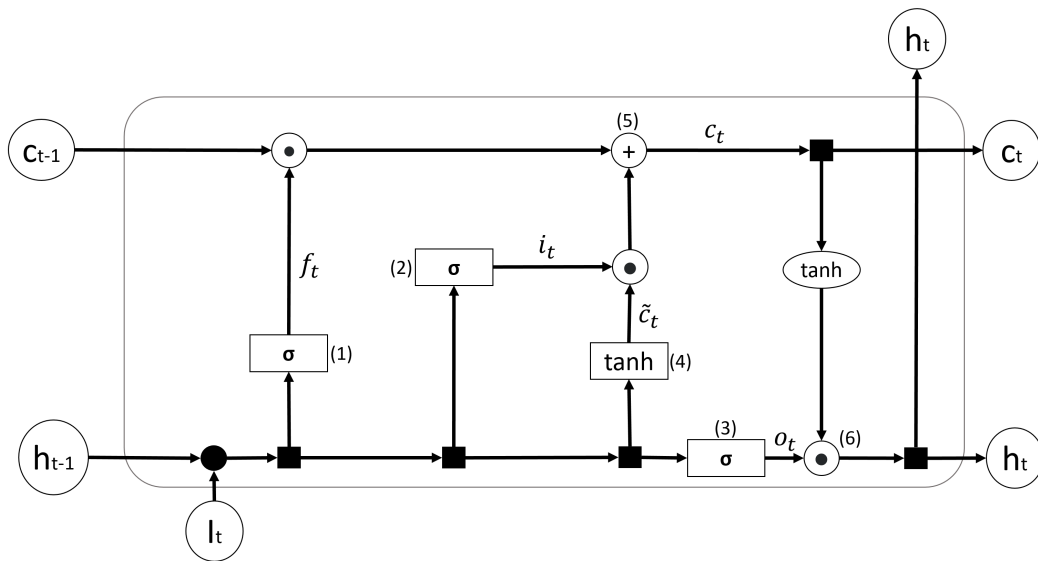 hₜ
(5)
cₜ
cₜ₋₁
+
cₜ
(2)
σ
iₜ
fₜ
tanh
c̃ₜ
σ
(1)
tanh
(4)
(3)
hₜ₋₁
σ
oₜ
(6)
hₜ
Iₜ